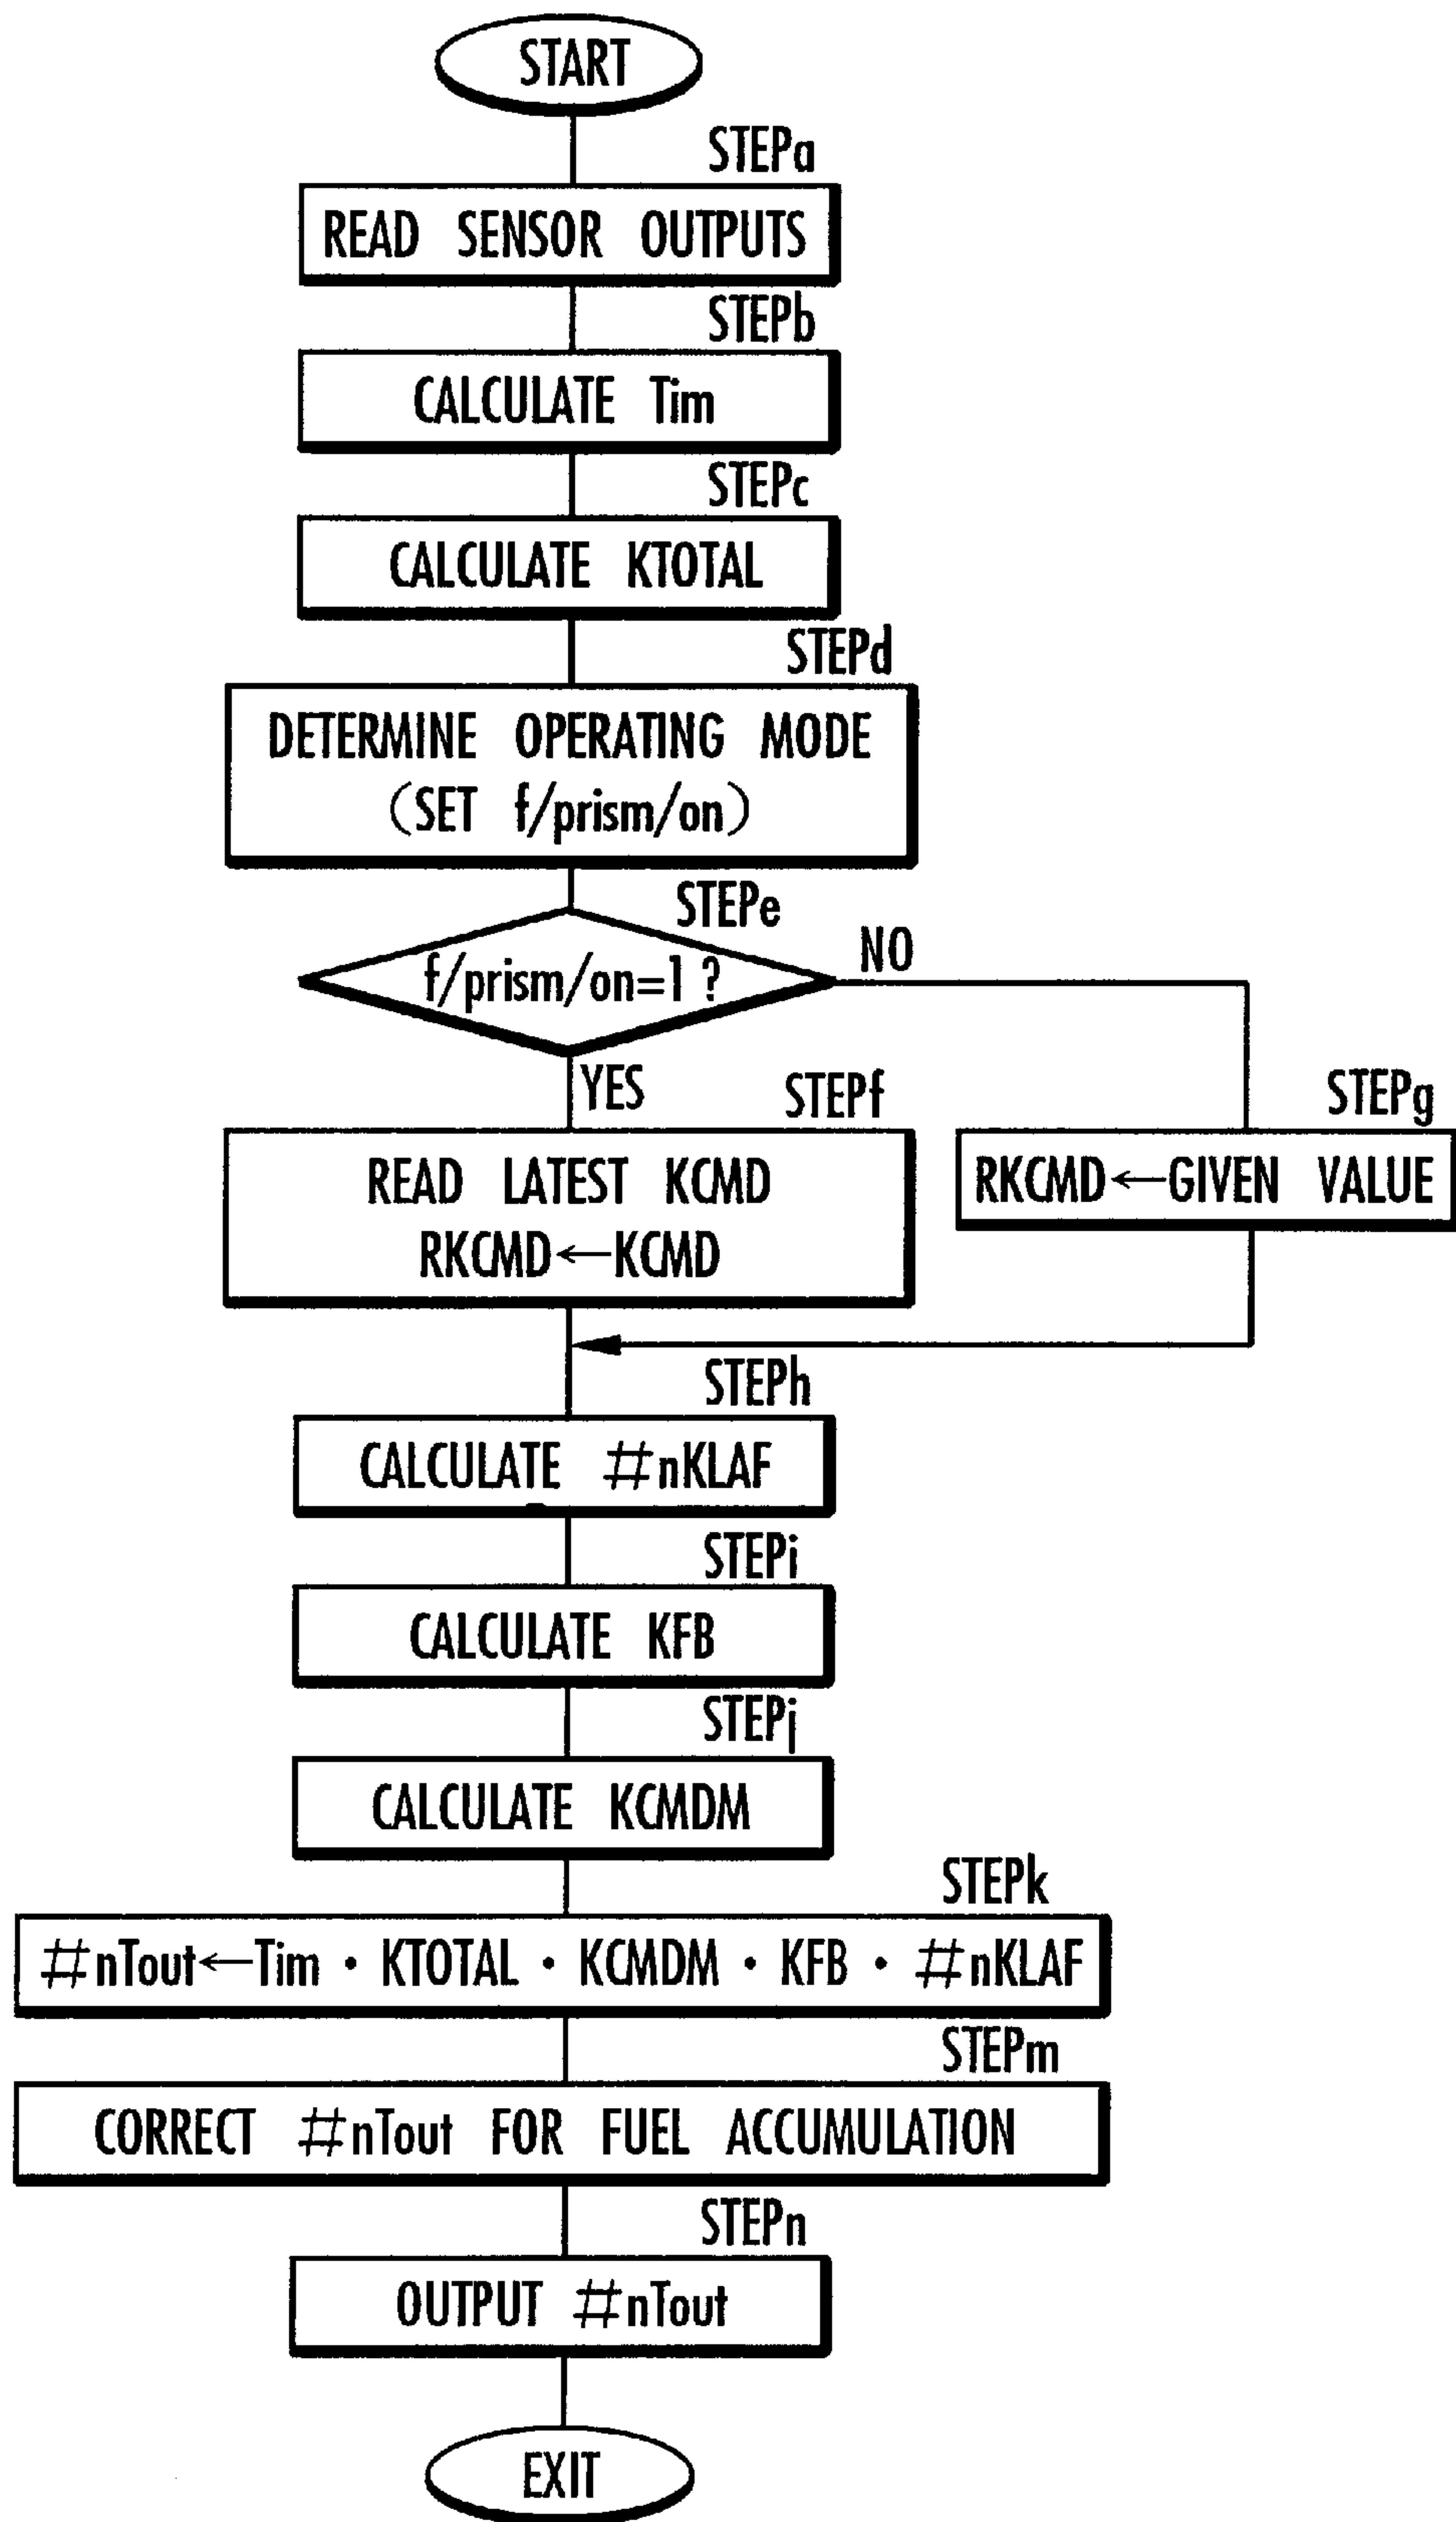 START
STEPa
READ SENSOR OUTPUTS
STEPb
CALCULATE Tim
STEPc
CALCULATE KTOTAL
STEPd
DETERMINE OPERATING MODE
(SET f/prism/on)
STEPe
f/prism/on=1 ?
NO
YES
STEPf
STEPg
READ LATEST KCMD
RKCMD←KCMD
RKCMD←GIVEN VALUE
STEPh
CALCULATE #nKLAF
STEPi
CALCULATE KFB
STEPj
CALCULATE KCMDM
STEPk
#nTout←Tim · KTOTAL · KCMDM · KFB · #nKLAF
STEPm
CORRECT #nTout FOR FUEL ACCUMULATION
STEPn
OUTPUT #nTout
EXIT